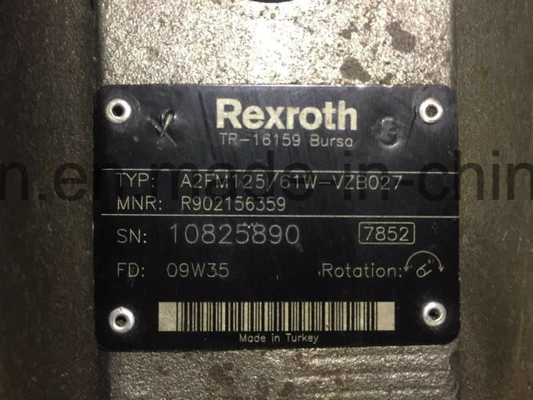 Rexroth
TR-16159 Bursa
TYP: A2FM125/61W-VZB027
MNR: R902156359
SN: 10825890 7852
FD: 09W35 Rotation:
Made in Turkey